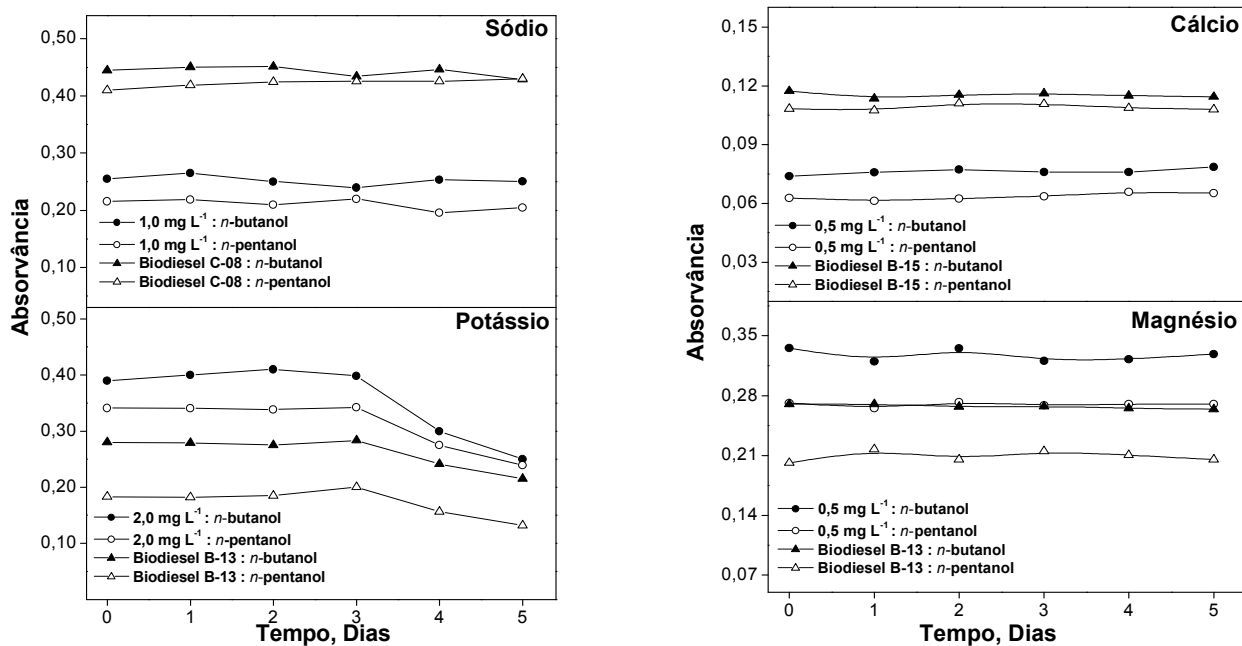 Sódio
0,50
0,40
0,30
0,20
0,10
1,0 mg L⁻¹ : n-butanol
1,0 mg L⁻¹ : n-pentanol
Biodiesel C-08 : n-butanol
Biodiesel C-08 : n-pentanol
Absorvância
Potássio
0,50
0,40
0,30
0,20
0,10
2,0 mg L⁻¹ : n-butanol
2,0 mg L⁻¹ : n-pentanol
Biodiesel B-13 : n-butanol
Biodiesel B-13 : n-pentanol
0 1 2 3 4 5
Tempo, Dias
Cálcio
0,15
0,12
0,09
0,06
0,03
0,5 mg L⁻¹ : n-butanol
0,5 mg L⁻¹ : n-pentanol
Biodiesel B-15 : n-butanol
Biodiesel B-15 : n-pentanol
Absorvância
Magnésio
0,35
0,28
0,21
0,14
0,07
0,5 mg L⁻¹ : n-butanol
0,5 mg L⁻¹ : n-pentanol
Biodiesel B-13 : n-butanol
Biodiesel B-13 : n-pentanol
0 1 2 3 4 5
Tempo, Dias